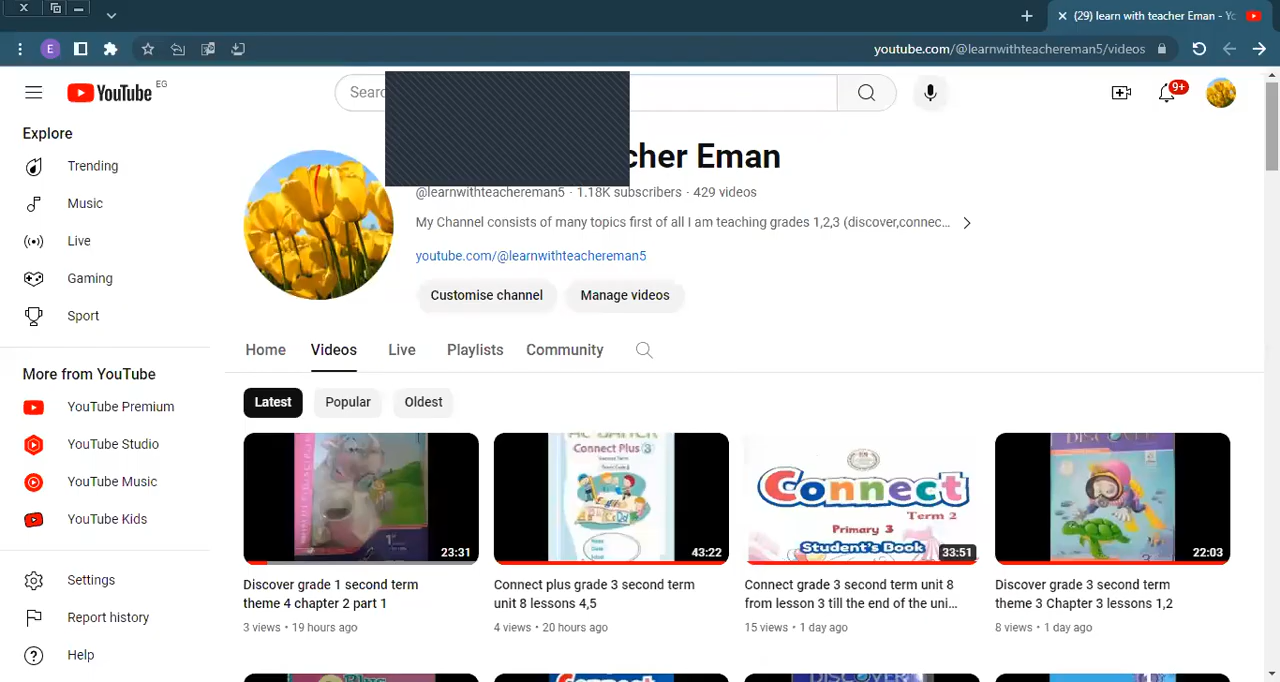 (29) learn with teacher Eman - Yo
E
youtube.com/@learnwithteachereman5/videos
YouTube EG
Sear
9+
Explore
Trending
Music
Live
Gaming
Sport
More from YouTube
YouTube Premium
YouTube Studio
YouTube Music
YouTube Kids
Settings
Report history
Help
cher Eman
@learnwithteachereman5 · 1.18K subscribers · 429 videos
My Channel consists of many topics first of all I am teaching grades 1,2,3 (discover,connec...
youtube.com/@learnwithteachereman5
Customise channel
Manage videos
Home
Videos
Live
Playlists
Community
Latest
Popular
Oldest
23:31
Discover grade 1 second term
theme 4 chapter 2 part 1
3 views • 19 hours ago
Connect Plus 3
43:22
Connect plus grade 3 second term
unit 8 lessons 4,5
4 views • 20 hours ago
Connect
Term 2
Primary 3
Student's Book
33:51
Connect grade 3 second term unit 8
from lesson 3 till the end of the uni...
15 views • 1 day ago
DISCOVER
22:03
Discover grade 3 second term
theme 3 Chapter 3 lessons 1,2
8 views • 1 day ago